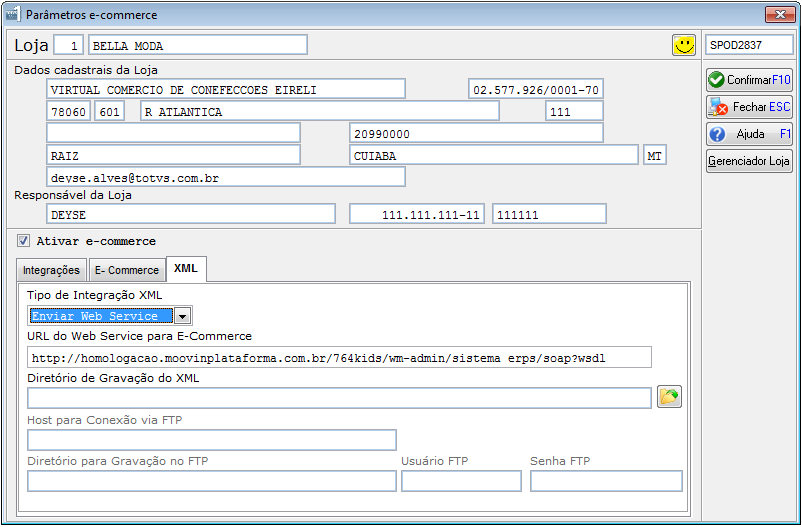 Parâmetros e-commerce
Loja 1 BELLA MODA SPOD2837
Dados cadastrais da Loja
VIRTUAL COMERCIO DE CONEFECCOES EIRELI 02.577.926/0001-70
78060 601 R ATLANTICA 111
20990000
RAIZ CUIABA MT
deyse.alves@totvs.com.br
Responsável da Loja
DEYSE 111.111.111-11 111111
Confirmar F10
Fechar ESC
Ajuda F1
Gerenciador Loja
Ativar e-commerce
Integrações E- Commerce XML
Tipo de Integração XML
Enviar Web Service
URL do Web Service para E-Commerce
http://homologacao.moovinplataforma.com.br/764kids/wm-admin/sistema_erps/soap?wsdl
Diretório de Gravação do XML
Host para Conexão via FTP
Diretório para Gravação no FTP Usuário FTP Senha FTP